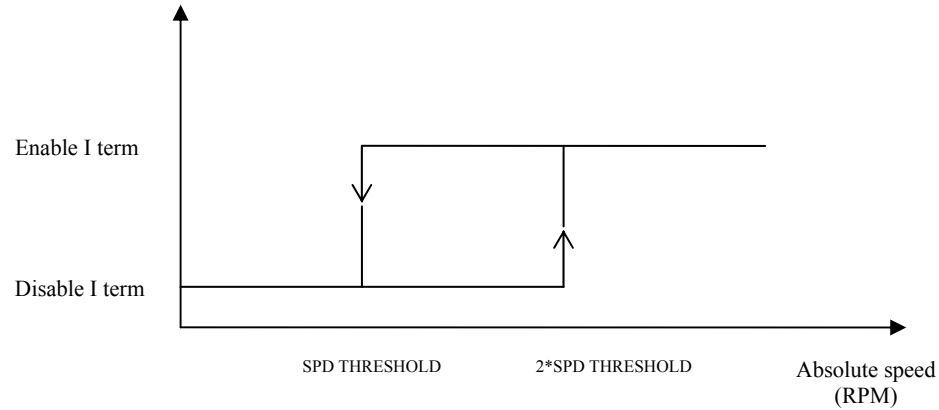 Enable I term
Disable I term
SPD THRESHOLD
2*SPD THRESHOLD
Absolute speed
(RPM)